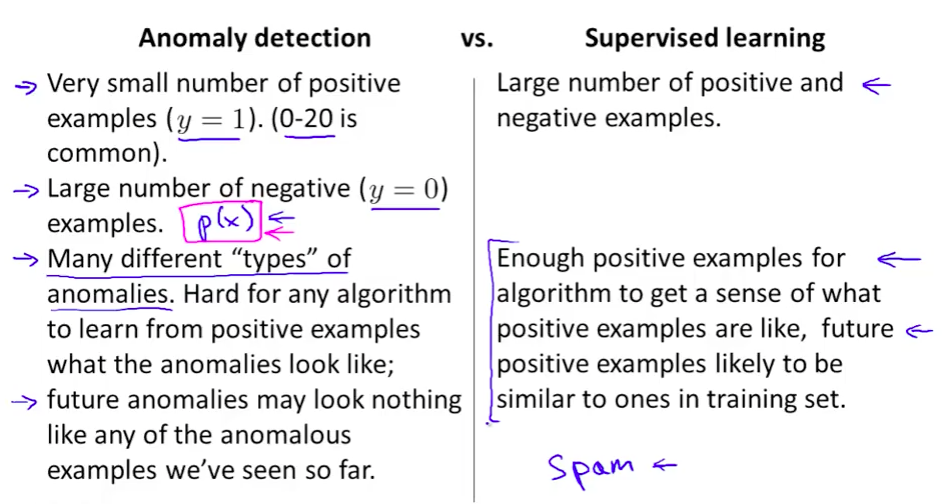 Anomaly detection vs. Supervised learning
Very small number of positive
examples (y = 1). (0-20 is
common).
Large number of negative (y = 0)
examples. p(x)
Many different “types” of
anomalies. Hard for any algorithm
to learn from positive examples
what the anomalies look like;
future anomalies may look nothing
like any of the anomalous
examples we’ve seen so far.
Large number of positive and
negative examples.
Enough positive examples for
algorithm to get a sense of what
positive examples are like, future
positive examples likely to be
similar to ones in training set.
Spam